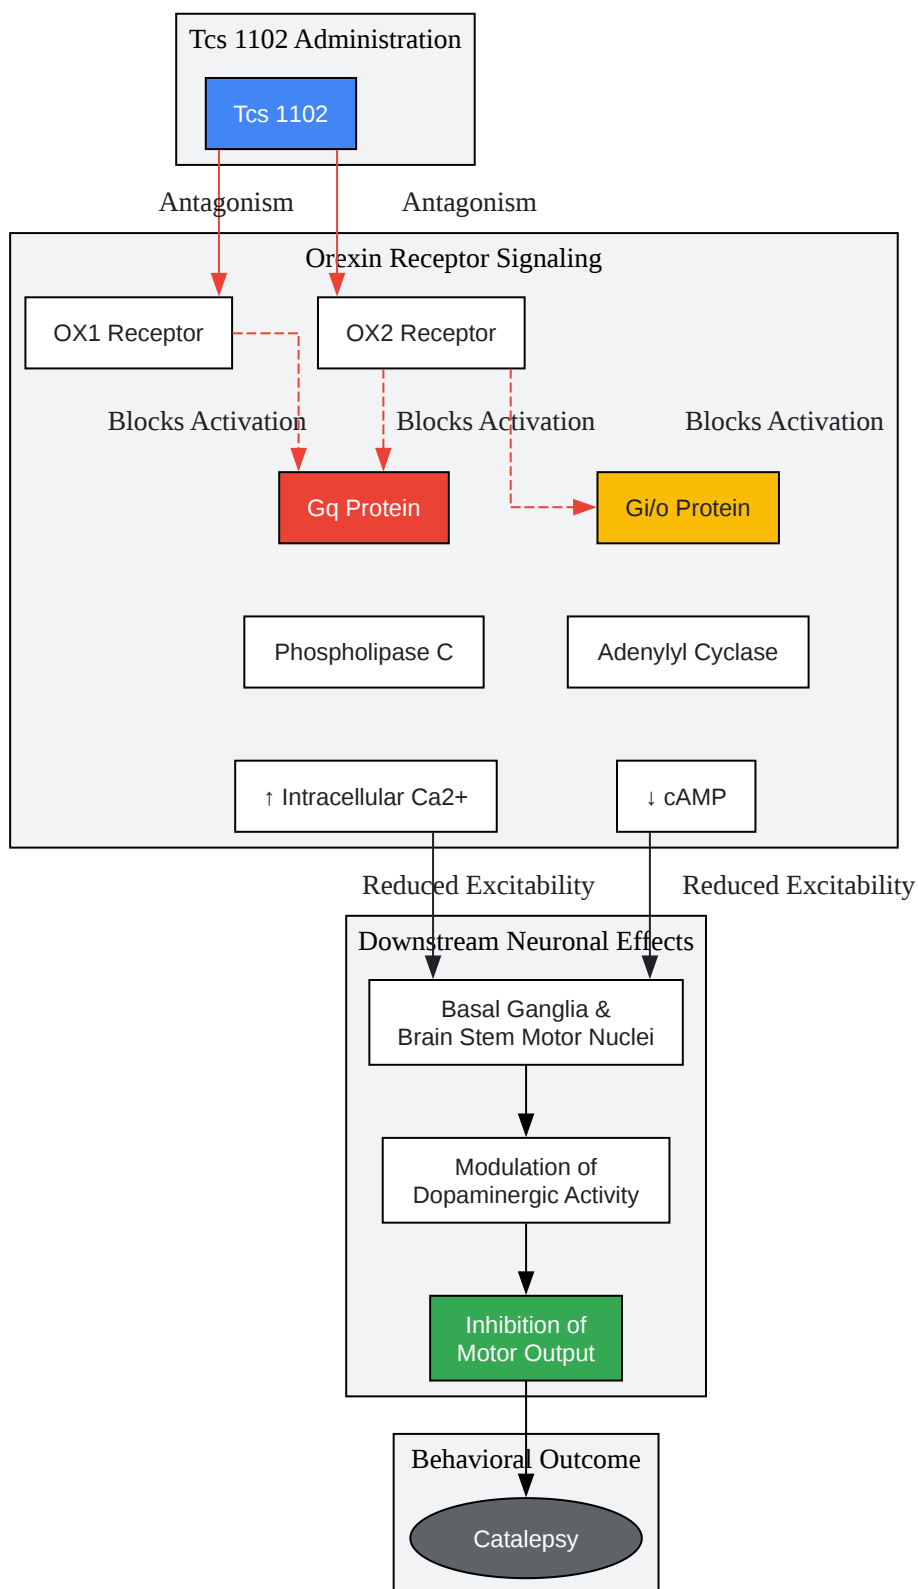 Tcs 1102 Administration
Tcs 1102
Antagonism
Antagonism
Orexin Receptor Signaling
OX1 Receptor
OX2 Receptor
Blocks Activation
Blocks Activation
Blocks Activation
Gq Protein
Gi/o Protein
Phospholipase C
Adenylyl Cyclase
↑ Intracellular Ca2+
↓ cAMP
Reduced Excitability
Reduced Excitability
Downstream Neuronal Effects
Basal Ganglia &
Brain Stem Motor Nuclei
Modulation of
Dopaminergic Activity
Inhibition of
Motor Output
Behavioral Outcome
Catalepsy